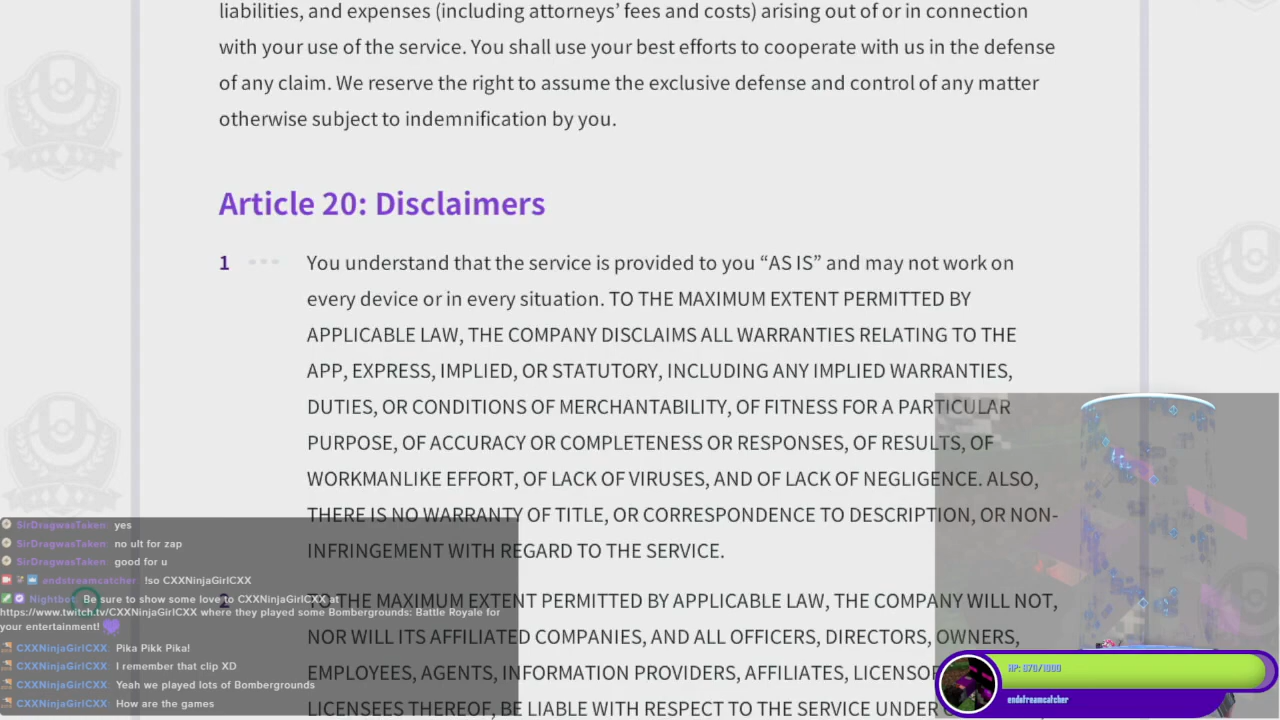 liabilities, and expenses (including attorneys’ fees and costs) arising out of or in connection
with your use of the service. You shall use your best efforts to cooperate with us in the defense
of any claim. We reserve the right to assume the exclusive defense and control of any matter
otherwise subject to indemnification by you.
Article 20: Disclaimers
1
You understand that the service is provided to you “AS IS” and may not work on
every device or in every situation. TO THE MAXIMUM EXTENT PERMITTED BY
APPLICABLE LAW, THE COMPANY DISCLAIMS ALL WARRANTIES RELATING TO THE
APP, EXPRESS, IMPLIED, OR STATUTORY, INCLUDING ANY IMPLIED WARRANTIES,
DUTIES, OR CONDITIONS OF MERCHANTABILITY, OF FITNESS FOR A PARTICULAR
PURPOSE, OF ACCURACY OR COMPLETENESS OR RESPONSES, OF RESULTS, OF
WORKMANLIKE EFFORT, OF LACK OF VIRUSES, AND OF LACK OF NEGLIGENCE. ALSO,
THERE IS NO WARRANTY OF TITLE, OR CORRESPONDENCE TO DESCRIPTION, OR NON-
INFRINGEMENT WITH REGARD TO THE SERVICE.
2
TO THE MAXIMUM EXTENT PERMITTED BY APPLICABLE LAW, THE COMPANY WILL NOT,
NOR WILL ITS AFFILIATED COMPANIES, AND ALL OFFICERS, DIRECTORS, OWNERS,
EMPLOYEES, AGENTS, INFORMATION PROVIDERS, AFFILIATES, LICENSOR
LICENSEES THEREOF, BE LIABLE WITH RESPECT TO THE SERVICE UNDER
SirDragwasTaken: yes
SirDragwasTaken: no ult for zap
SirDragwasTaken: good for u
endstreamcatcher: !so CXXNinjaGirlCXX
Nightbot: Be sure to show some love to CXXNinjaGirlCXX at
https://www.twitch.tv/CXXNinjaGirlCXX where they played some Bombergrounds: Battle Royale for
your entertainment!
CXXNinjaGirlCXX: Pika Pikk Pika!
CXXNinjaGirlCXX: I remember that clip XD
CXXNinjaGirlCXX: Yeah we played lots of Bombergrounds
CXXNinjaGirlCXX: How are the games
HP: 970/1000
endstreamcatcher